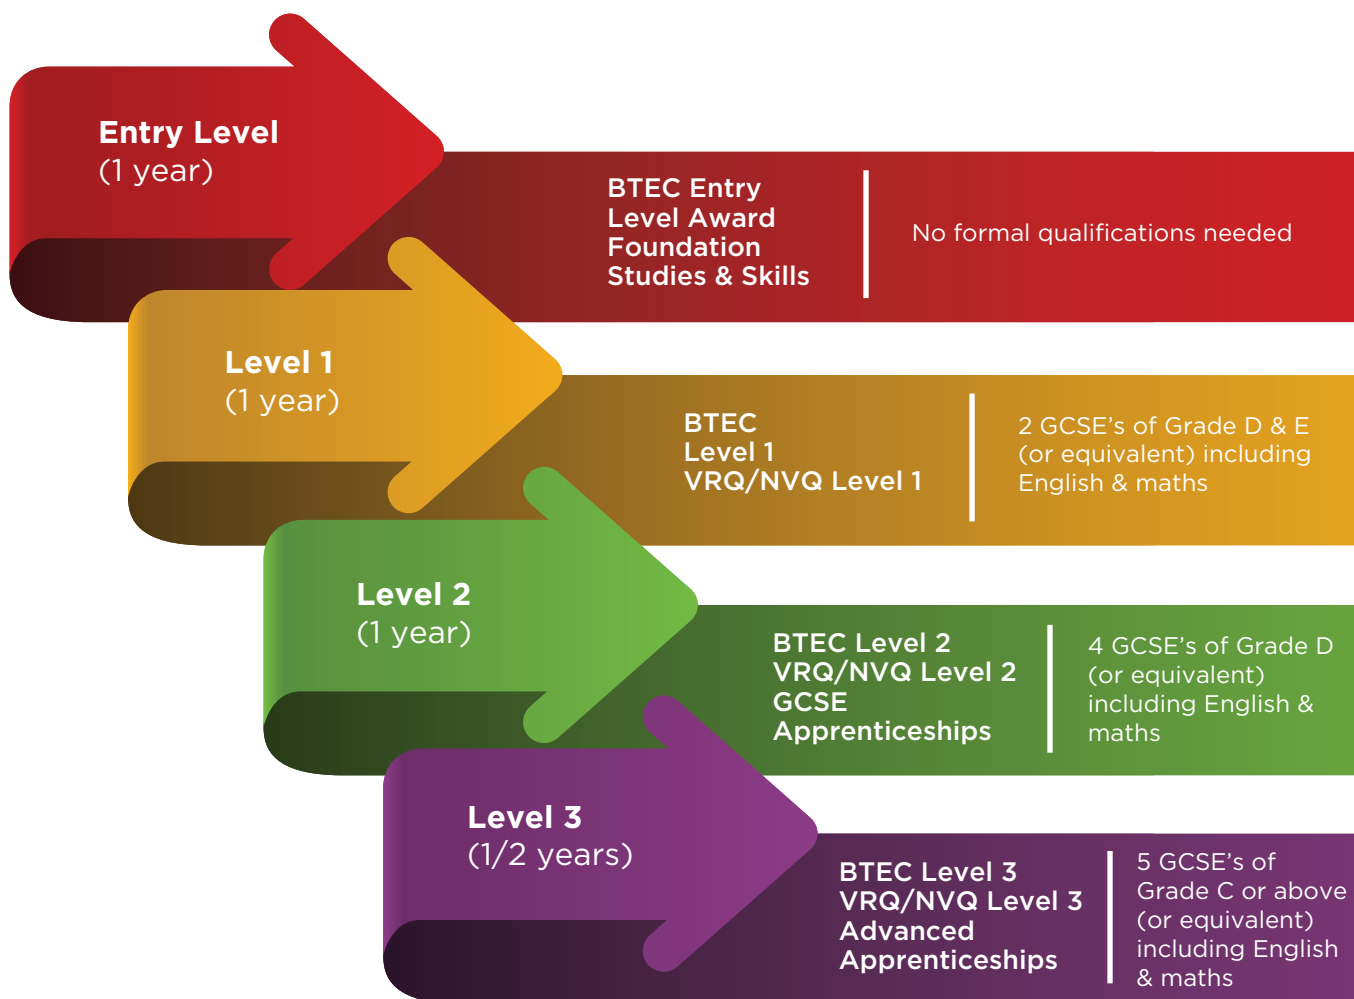 Entry Level
(1 year)
BTEC Entry
Level Award
Foundation
Studies & Skills
No formal qualifications needed
Level 1
(1 year)
BTEC
Level 1
VRQ/NVQ Level 1
2 GCSE’s of Grade D & E
(or equivalent) including
English & maths
Level 2
(1 year)
BTEC Level 2
VRQ/NVQ Level 2
GCSE
Apprenticeships
4 GCSE’s of Grade D
(or equivalent)
including English &
maths
Level 3
(1/2 years)
BTEC Level 3
VRQ/NVQ Level 3
Advanced
Apprenticeships
5 GCSE’s of
Grade C or above
(or equivalent)
including English
& maths